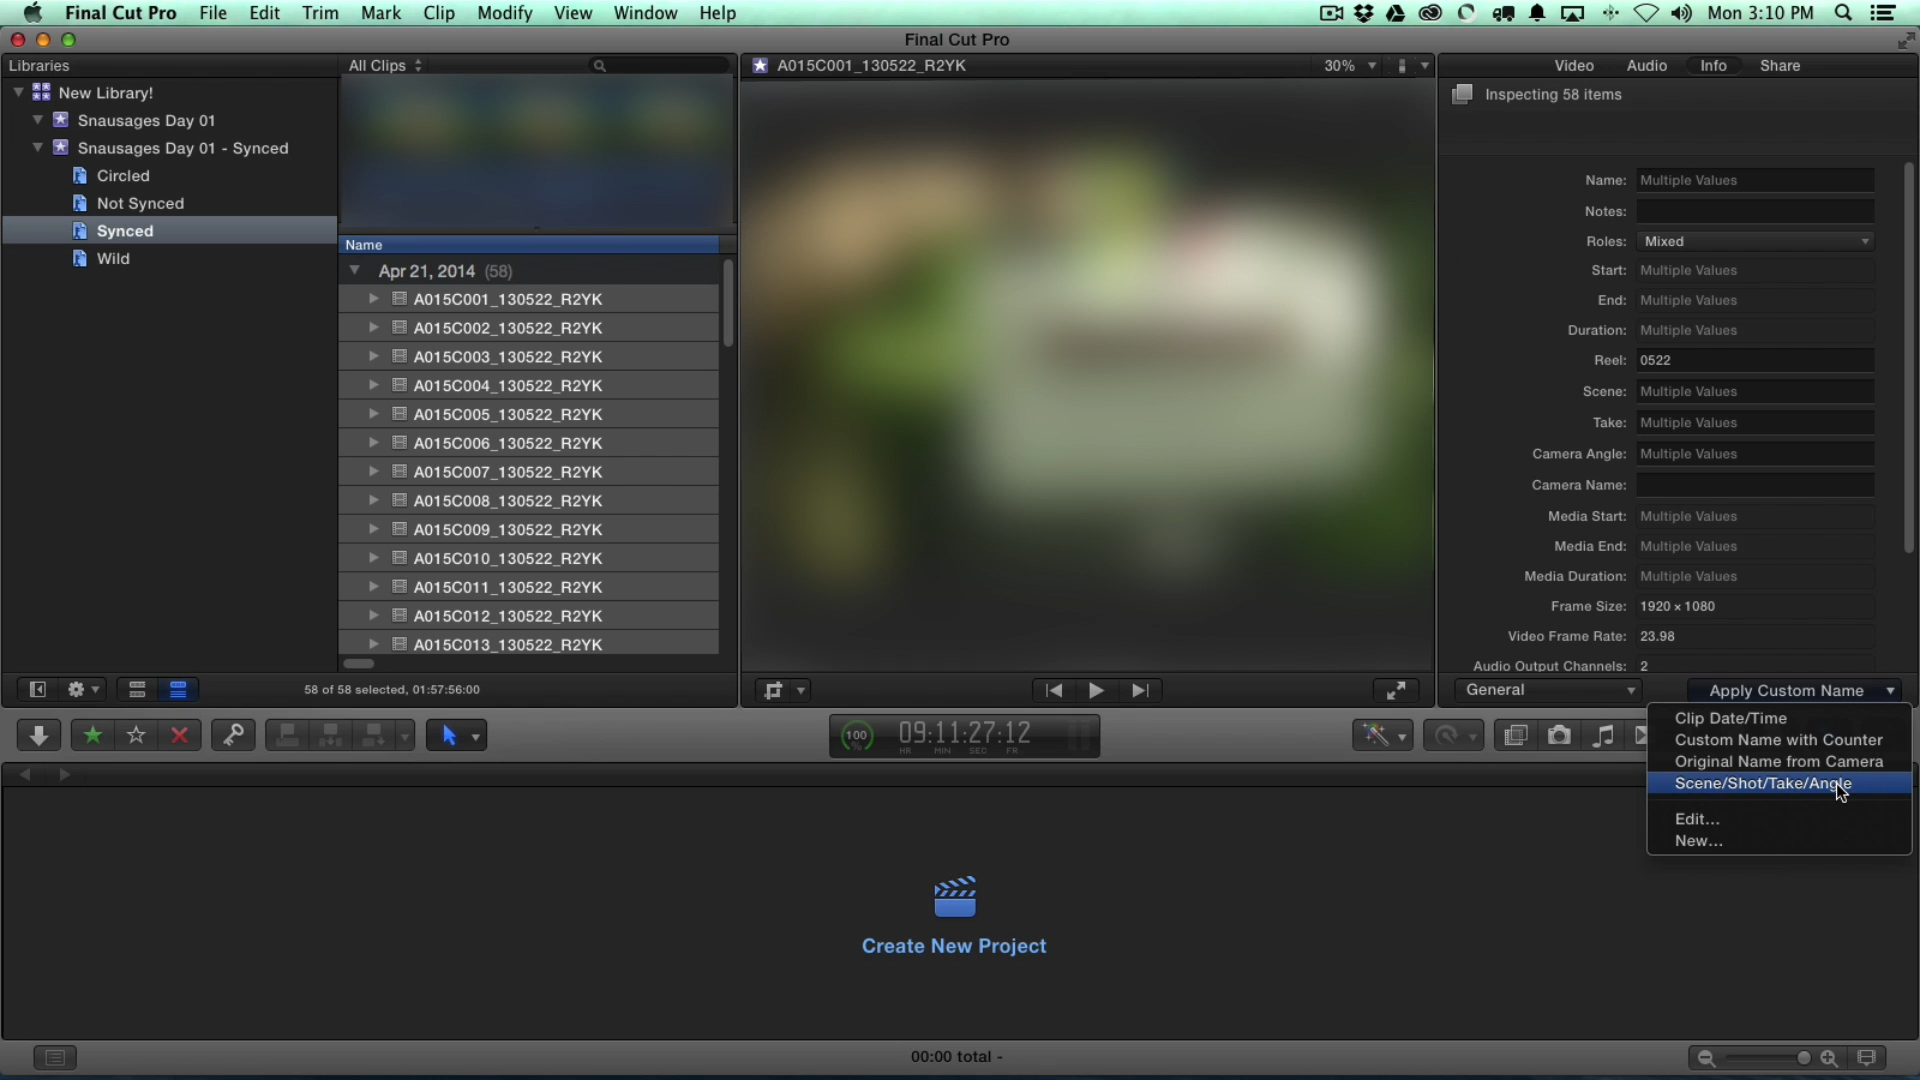 Final Cut Pro File Edit Trim Mark Clip Modify View Window Help Mon 3:10 PM
Final Cut Pro
Libraries
New Library!
Snausages Day 01
Snausages Day 01 - Synced
Circled
Not Synced
Synced
Wild
All Clips
Name
Apr 21, 2014 (58)
A015C001_130522_R2YK
A015C002_130522_R2YK
A015C003_130522_R2YK
A015C004_130522_R2YK
A015C005_130522_R2YK
A015C006_130522_R2YK
A015C007_130522_R2YK
A015C008_130522_R2YK
A015C009_130522_R2YK
A015C010_130522_R2YK
A015C011_130522_R2YK
A015C012_130522_R2YK
A015C013_130522_R2YK
58 of 58 selected, 01:57:56:00
A015C001_130522_R2YK 30%
Video Audio Info Share
Inspecting 58 items
Name: Multiple Values
Notes:
Roles: Mixed
Start: Multiple Values
End: Multiple Values
Duration: Multiple Values
Reel: 0522
Scene: Multiple Values
Take: Multiple Values
Camera Angle: Multiple Values
Camera Name:
Media Start: Multiple Values
Media End: Multiple Values
Media Duration: Multiple Values
Frame Size: 1920 × 1080
Video Frame Rate: 23.98
Audio Output Channels: 2
General Apply Custom Name
Clip Date/Time
Custom Name with Counter
Original Name from Camera
Scene/Shot/Take/Angle
Edit...
New...
100 % 09:11:27:12
HR MIN SEC FR
Create New Project
00:00 total -